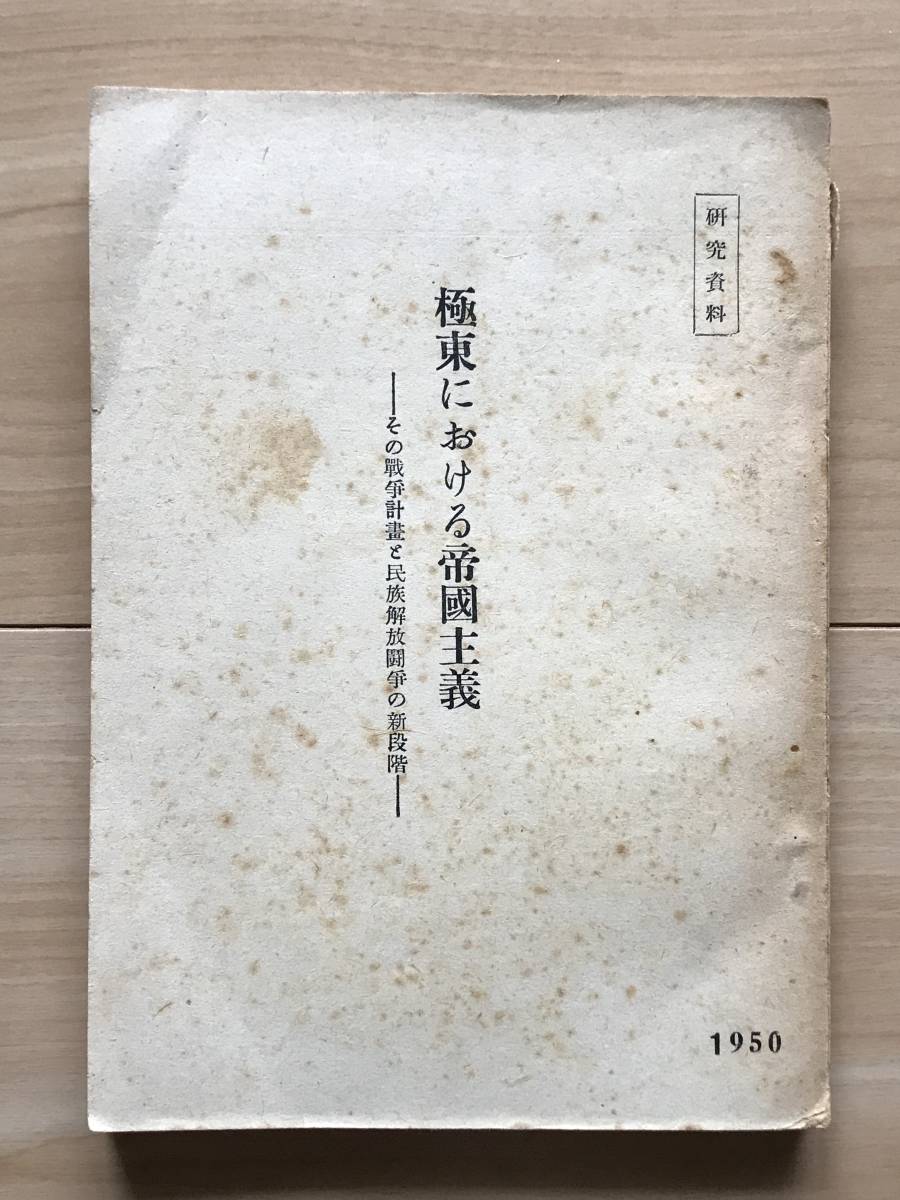 研究資料
極東における帝國主義
――その戰爭計畫と民族解放鬪爭の新段階――
1950